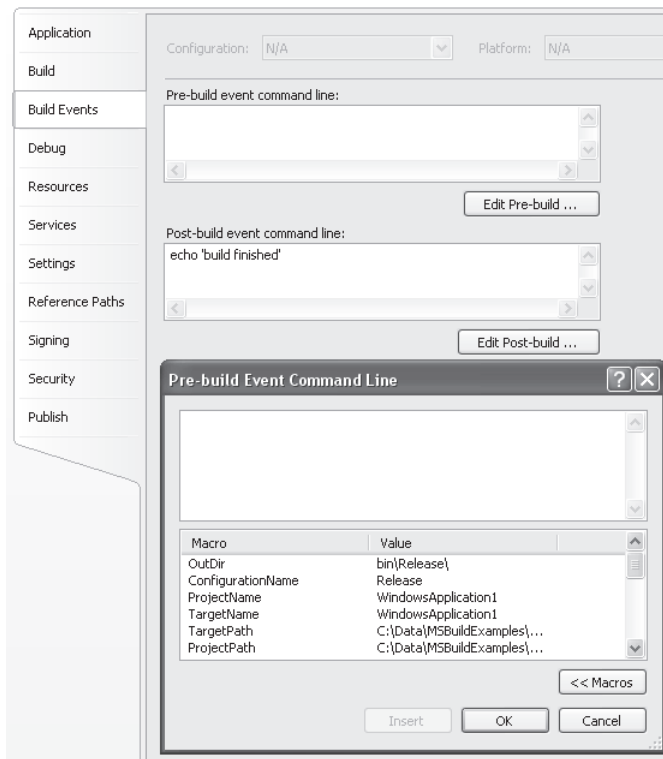 Application
Build
Build Events
Debug
Resources
Services
Settings
Reference Paths
Signing
Security
Publish
Configuration: N/A Platform: N/A
Pre-build event command line:
Edit Pre-build ...
Post-build event command line:
echo 'build finished'
Edit Post-build ...
Pre-build Event Command Line
Macro Value
OutDir bin\Release\
ConfigurationName Release
ProjectName WindowsApplication1
TargetName WindowsApplication1
TargetPath C:\Data\MSBuildExamples\...
ProjectPath C:\Data\MSBuildExamples\...
<< Macros
Insert OK Cancel